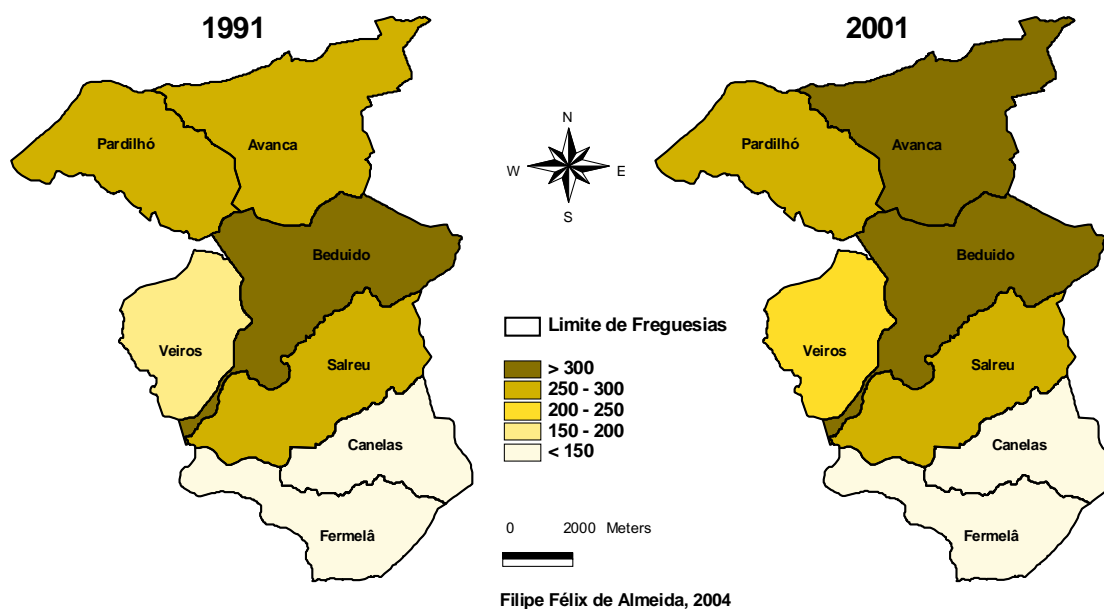 1991
Pardilhó
Avanca
Beduido
Veiros
Salreu
Canelas
Fermelâ
N
W E
S
Limite de Freguesias
> 300
250 - 300
200 - 250
150 - 200
< 150
0 2000 Meters
Filipe Félix de Almeida, 2004
2001
Pardilhó
Avanca
Beduido
Veiros
Salreu
Canelas
Fermelâ